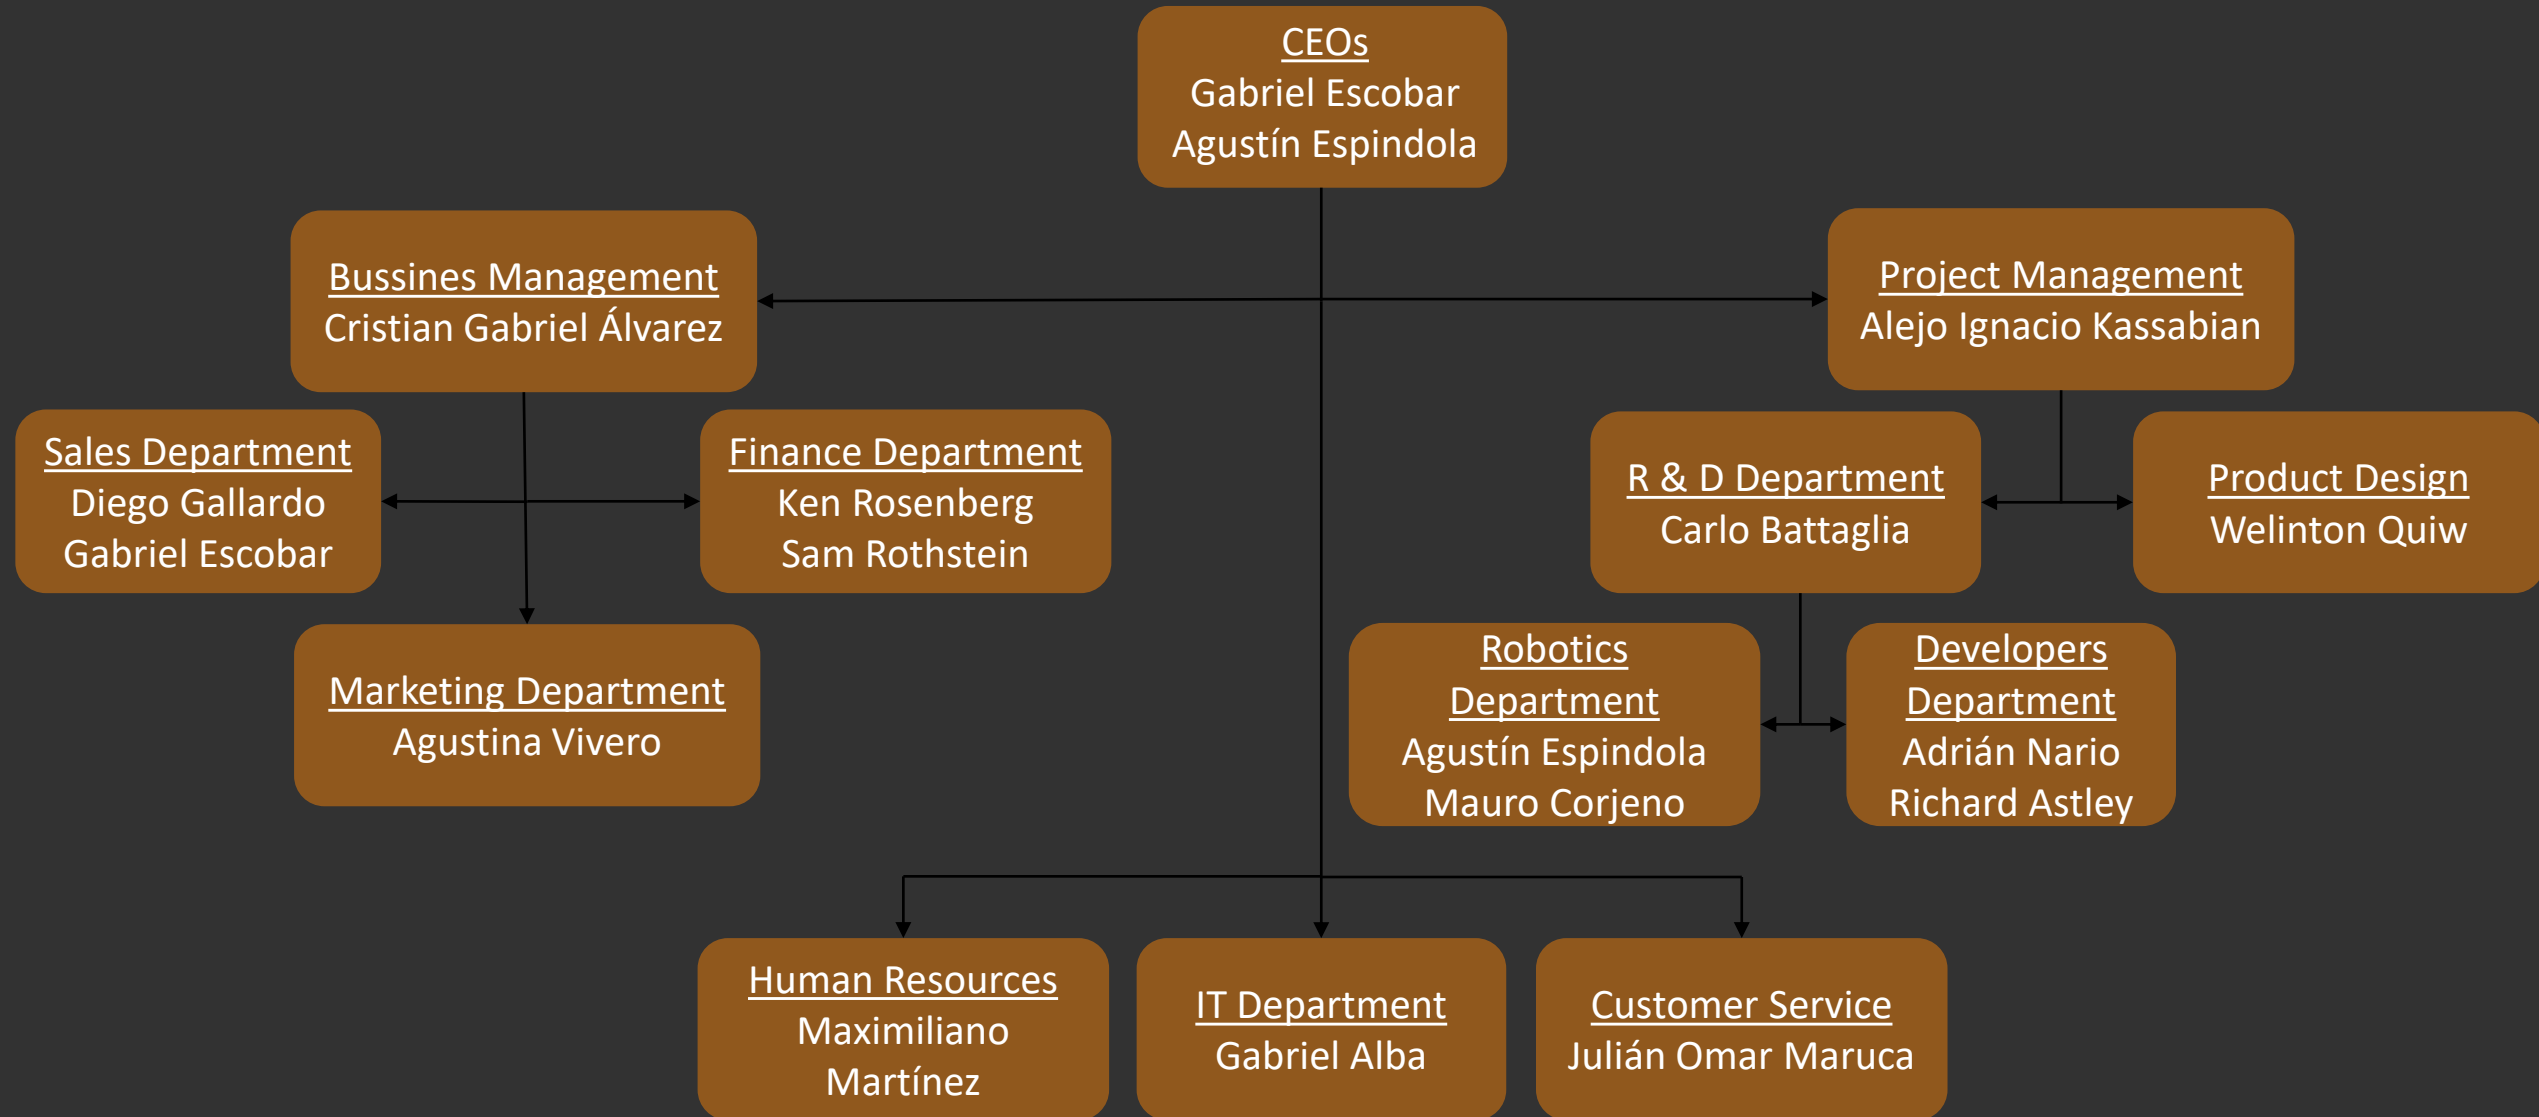 CEOs
Gabriel Escobar
Agustín Espindola
Bussines Management
Cristian Gabriel Álvarez
Project Management
Alejo Ignacio Kassabian
Sales Department
Diego Gallardo
Gabriel Escobar
Finance Department
Ken Rosenberg
Sam Rothstein
R & D Department
Carlo Battaglia
Product Design
Welinton Quiw
Marketing Department
Agustina Vivero
Robotics
Department
Agustín Espindola
Mauro Corjeno
Developers
Department
Adrián Nario
Richard Astley
Human Resources
Maximiliano
Martínez
IT Department
Gabriel Alba
Customer Service
Julián Omar Maruca